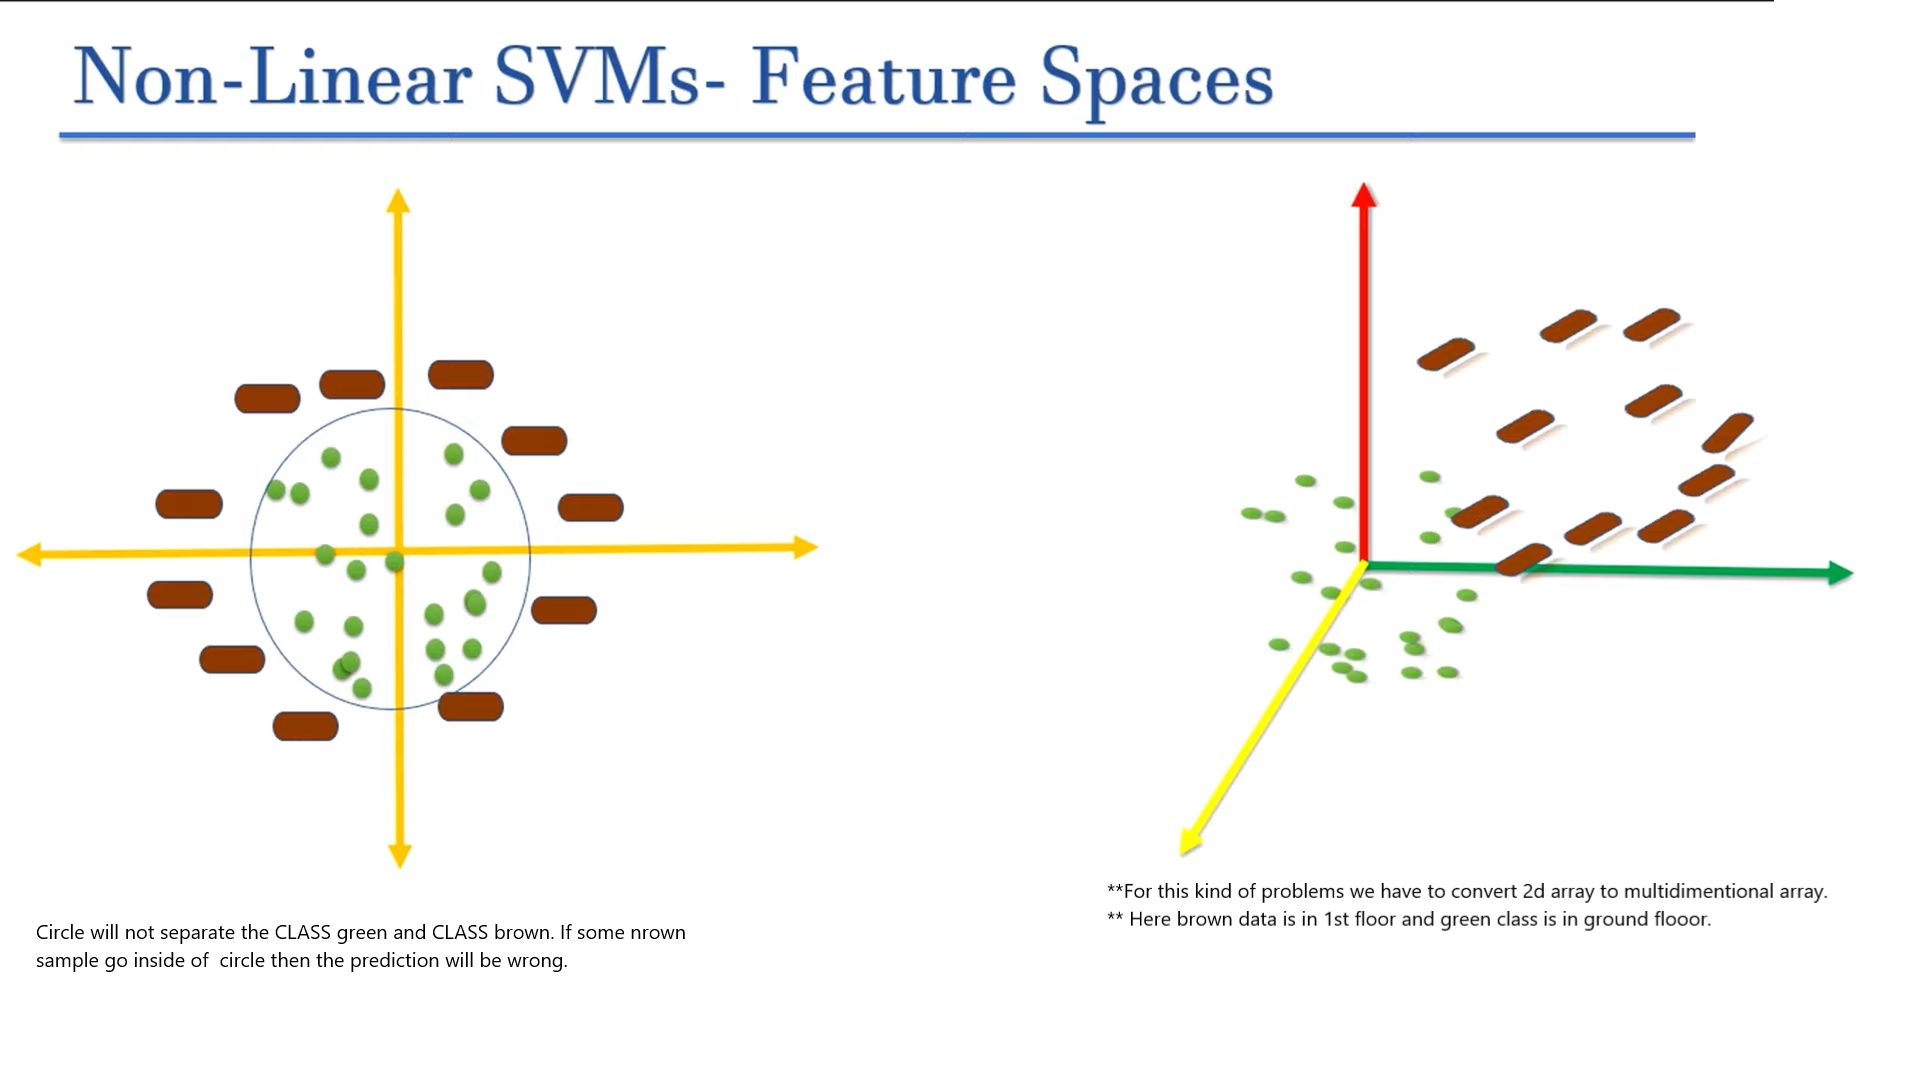 Non-Linear SVMs- Feature Spaces
Circle will not separate the CLASS green and CLASS brown. If some nrown
sample go inside of  circle then the prediction will be wrong.
**For this kind of problems we have to convert 2d array to multidimentional array.
** Here brown data is in 1st floor and green class is in ground flooor.